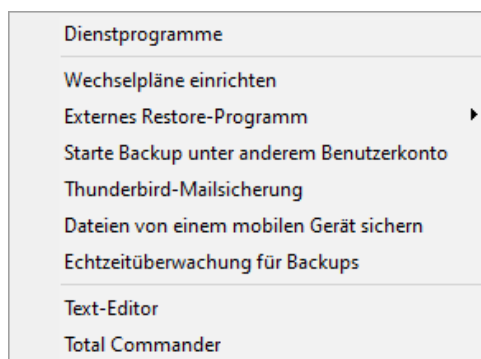 Dienstprogramme
Wechselpläne einrichten
Externes Restore-Programm
Starte Backup unter anderem Benutzerkonto
Thunderbird-Mailsicherung
Dateien von einem mobilen Gerät sichern
Echtzeitüberwachung für Backups
Text-Editor
Total Commander